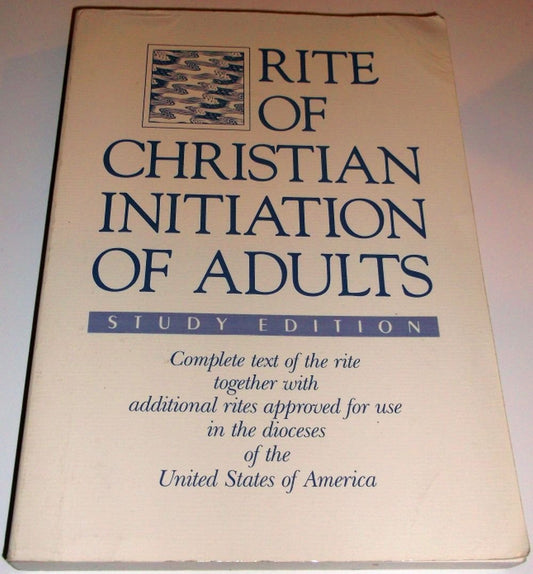 RITE
OF
CHRISTIAN
INITIATION
OF ADULTS
STUDY EDITION
Complete text of the rite
together with
additional rites approved for use
in the dioceses
of the
United States of America